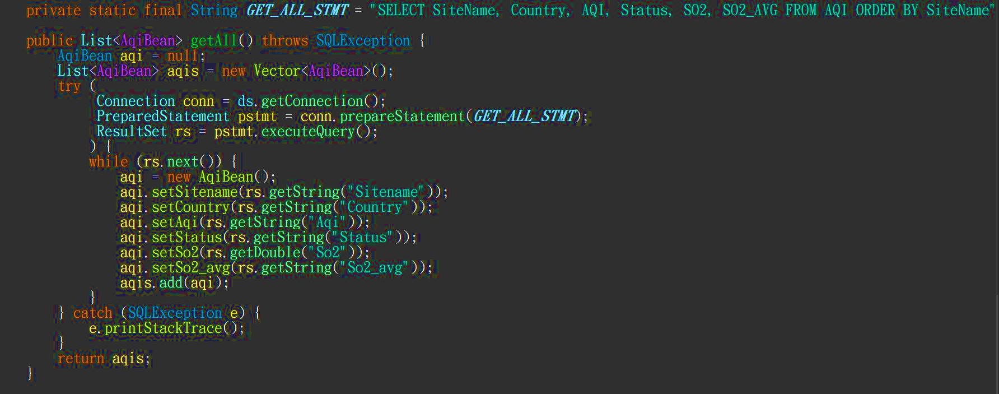 private static final String GET_ALL_STMT = "SELECT SiteName, Country, AQI, Status, SO2, SO2_AVG FROM AQI ORDER BY SiteName"
public List<AqiBean> getAll() throws SQLException {
AqiBean aqi = null;
List<AqiBean> aqis = new Vector<AqiBean>();
try (
Connection conn = ds.getConnection();
PreparedStatement pstmt = conn.prepareStatement(GET_ALL_STMT);
ResultSet rs = pstmt.executeQuery();
) {
while (rs.next()) {
aqi = new AqiBean();
aqi.setSitename(rs.getString("Sitename"));
aqi.setCountry(rs.getString("Country"));
aqi.setAqi(rs.getString("Aqi"));
aqi.setStatus(rs.getString("Status"));
aqi.setSo2(rs.getDouble("So2"));
aqi.setSo2_avg(rs.getString("So2_avg"));
aqis.add(aqi);
}
} catch (SQLException e) {
e.printStackTrace();
}
return aqis;
}